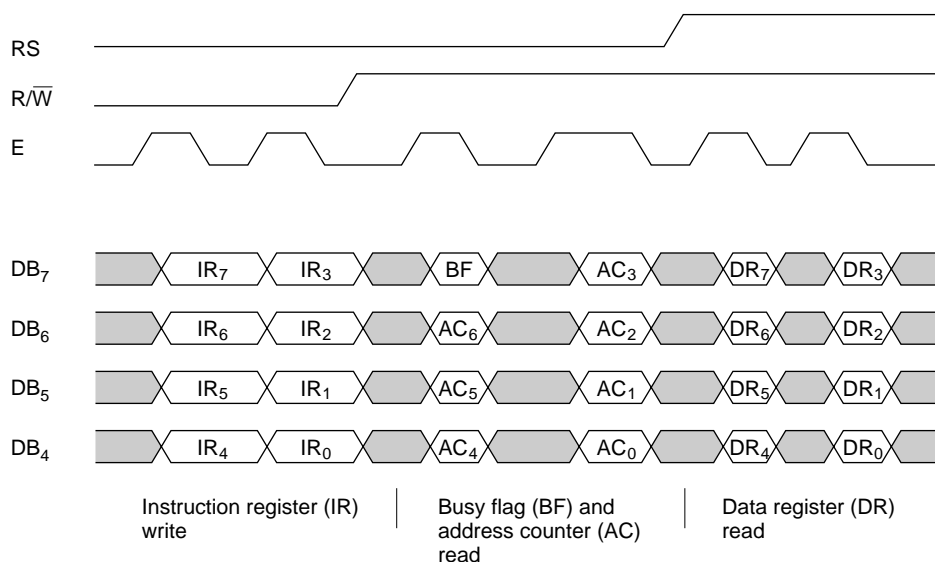 RS
R/W̅
E
DB₇ IR₇ IR₃ BF AC₃ DR₇ DR₃
DB₆ IR₆ IR₂ AC₆ AC₂ DR₆ DR₂
DB₅ IR₅ IR₁ AC₅ AC₁ DR₅ DR₁
DB₄ IR₄ IR₀ AC₄ AC₀ DR₄ DR₀
Instruction register (IR)
write
Busy flag (BF) and
address counter (AC)
read
Data register (DR)
read